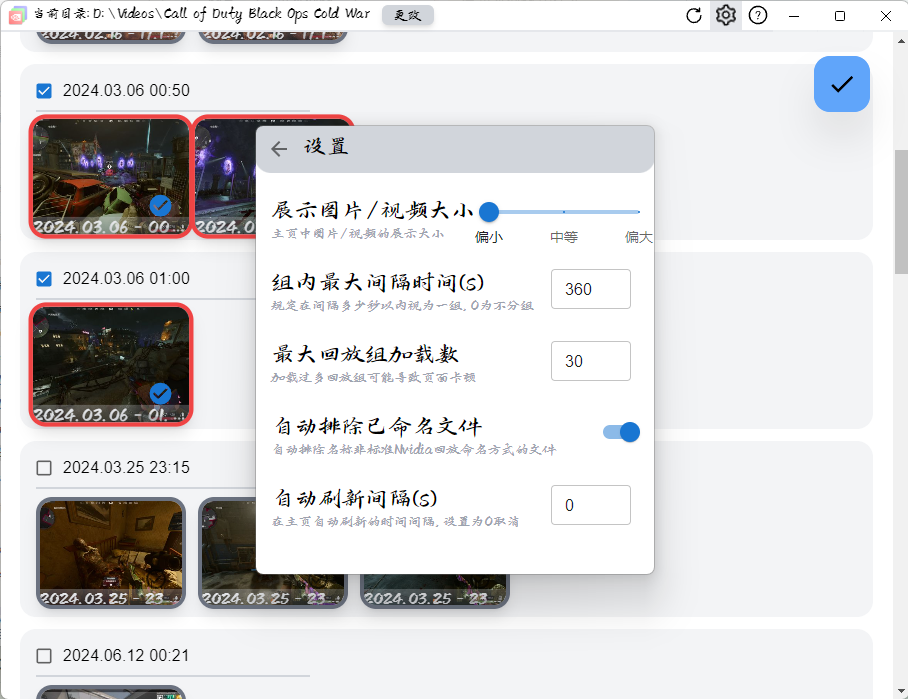 当前目录: D:\Videos\Call of Duty Black Ops Cold War 更改
2024.02.16 - 17.1...
2024.02.16 - 17.1...
2024.03.06 00:50
2024.03.06 - 00...
2024.0
2024.03.06 01:00
2024.03.06 - 01...
2024.03.25 23:15
2024.03.25 - 23...
2024.03.25 - 23...
2024.03.25 - 23...
2024.06.12 00:21
设置
展示图片/视频大小
主页中图片/视频的展示大小
偏小 中等 偏大
组内最大间隔时间(s) 360
规定在间隔多少秒以内视为一组, 0为不分组
最大回放组加载数 30
加载过多回放组可能导致页面卡顿
自动排除已命名文件
自动排除名称非标准Nvidia回放命名方式的文件
自动刷新间隔(s) 0
在主页自动刷新的时间间隔, 设置为0取消